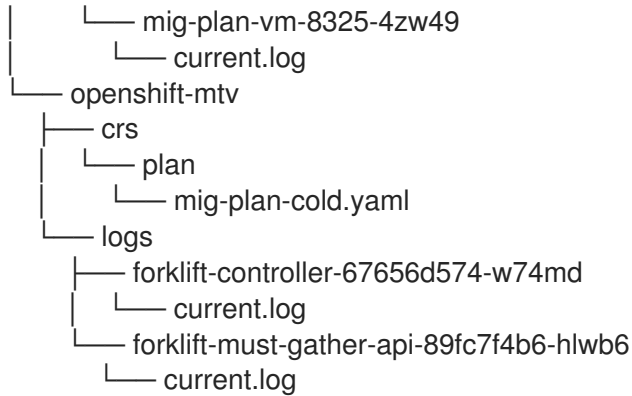 │     └── mig-plan-vm-8325-4zw49
│         └── current.log
└── openshift-mtv
    ├── crs
    │   └── plan
    │       └── mig-plan-cold.yaml
    └── logs
        ├── forklift-controller-67656d574-w74md
        │   └── current.log
        └── forklift-must-gather-api-89fc7f4b6-hlwb6
            └── current.log